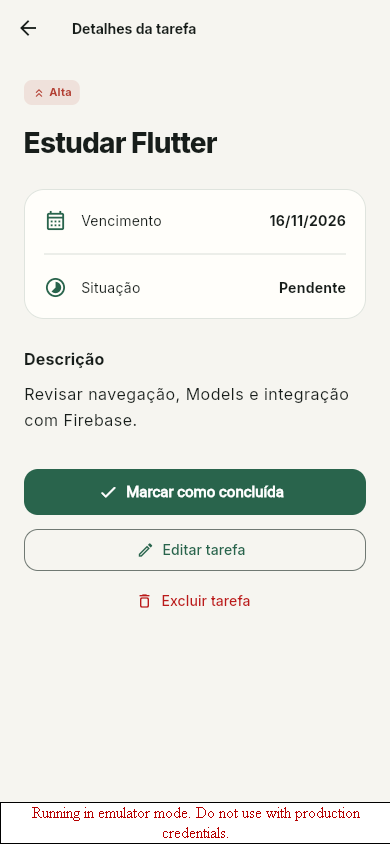 Detalhes da tarefa
Alta
Estudar Flutter
Vencimento 16/11/2026
Situação Pendente
Descrição
Revisar navegação, Models e integração
com Firebase.
Marcar como concluída
Editar tarefa
Excluir tarefa
Running in emulator mode. Do not use with production
credentials.